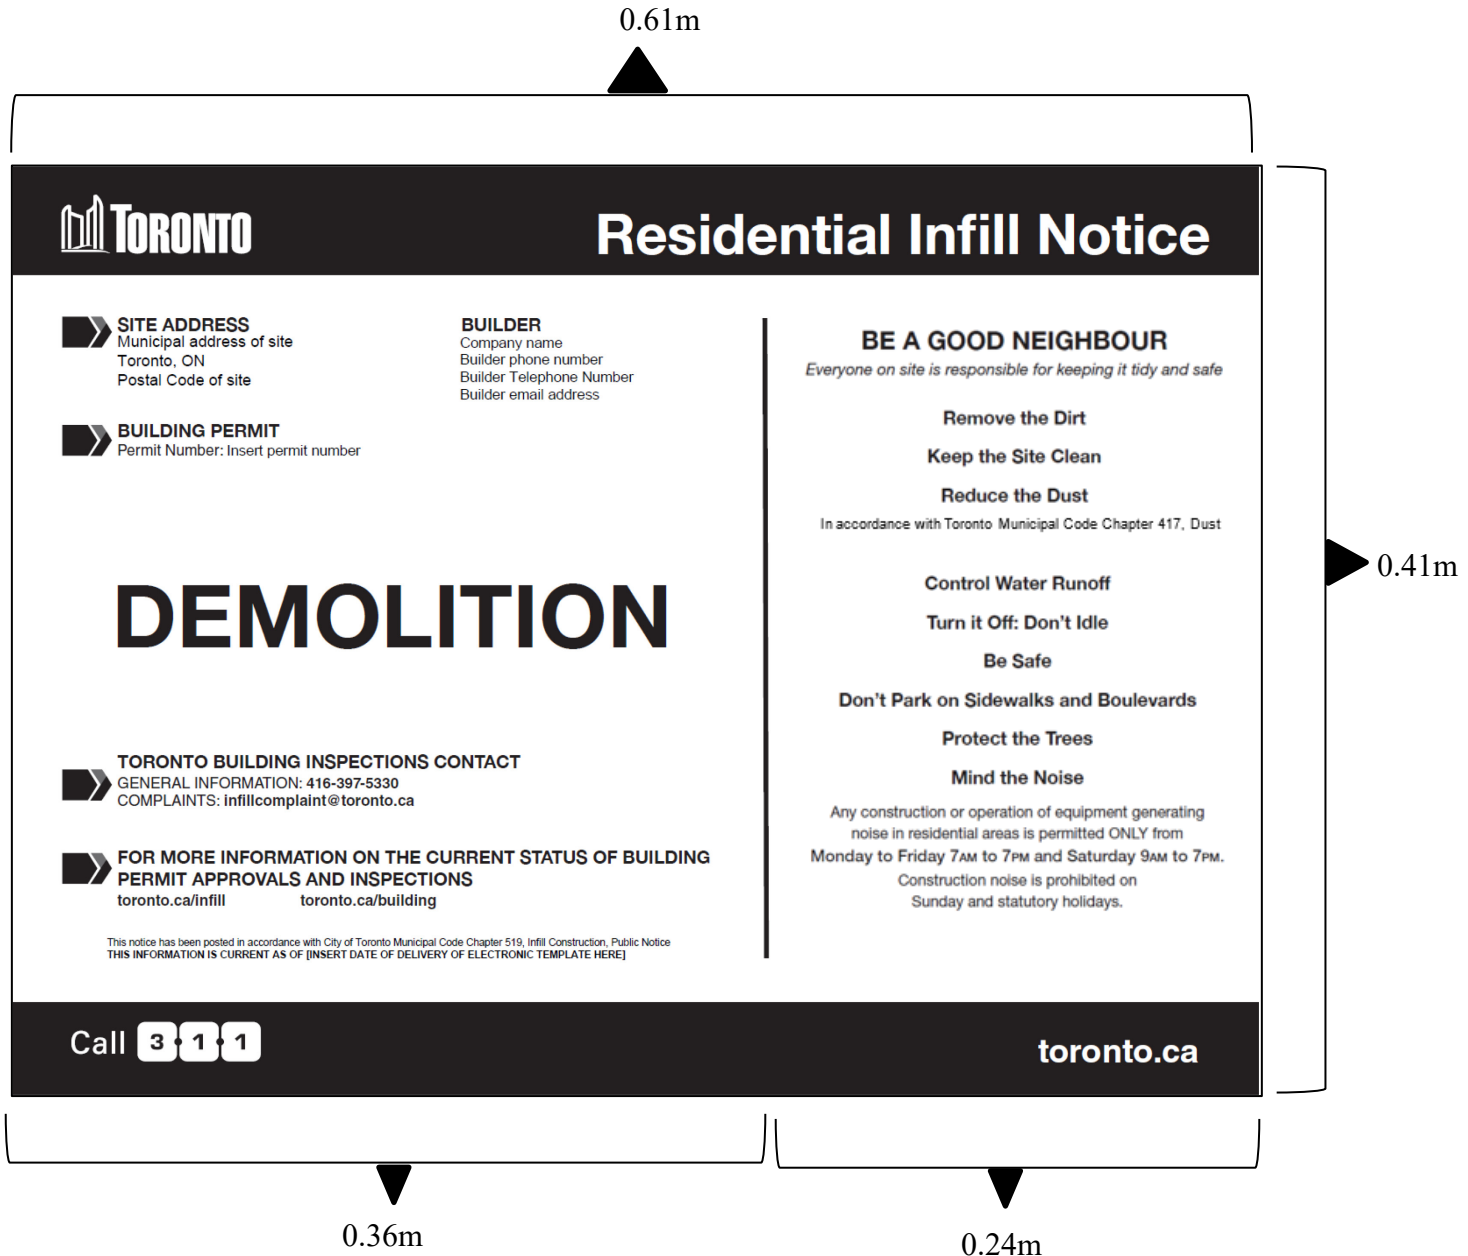 0.61m
TORONTO
Residential Infill Notice
SITE ADDRESS
Municipal address of site
Toronto, ON
Postal Code of site
BUILDER
Company name
Builder phone number
Builder Telephone Number
Builder email address
BUILDING PERMIT
Permit Number: Insert permit number
DEMOLITION
TORONTO BUILDING INSPECTIONS CONTACT
GENERAL INFORMATION: 416-397-5330
COMPLAINTS: infillcomplaint@toronto.ca
FOR MORE INFORMATION ON THE CURRENT STATUS OF BUILDING
PERMIT APPROVALS AND INSPECTIONS
toronto.ca/infill toronto.ca/building
This notice has been posted in accordance with City of Toronto Municipal Code Chapter 519, Infill Construction, Public Notice
THIS INFORMATION IS CURRENT AS OF [INSERT DATE OF DELIVERY OF ELECTRONIC TEMPLATE HERE]
BE A GOOD NEIGHBOUR
Everyone on site is responsible for keeping it tidy and safe
Remove the Dirt
Keep the Site Clean
Reduce the Dust
In accordance with Toronto Municipal Code Chapter 417, Dust
Control Water Runoff
Turn it Off: Don't Idle
Be Safe
Don't Park on Sidewalks and Boulevards
Protect the Trees
Mind the Noise
Any construction or operation of equipment generating
noise in residential areas is permitted ONLY from
Monday to Friday 7AM to 7PM and Saturday 9AM to 7PM.
Construction noise is prohibited on
Sunday and statutory holidays.
0.41m
Call 3 1 1
toronto.ca
0.36m
0.24m